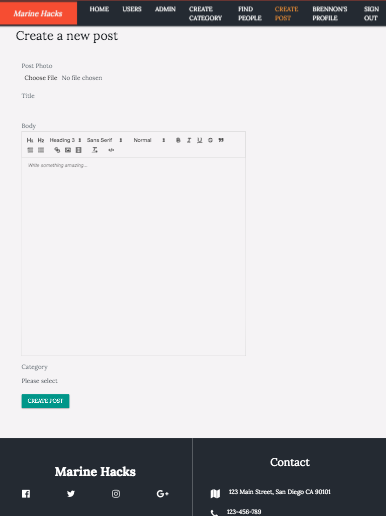 Marine Hacks
HOME USERS ADMIN CREATE CATEGORY FIND PEOPLE CREATE POST BRENNON'S PROFILE SIGN OUT
Create a new post
Post Photo
Choose File No file chosen
Title
Body
H1 H2 Heading 3 Sans Serif Normal B I U S
Write something amazing...
Category
Please select
CREATE POST
Marine Hacks
Contact
123 Main Street, San Diego CA 90101
123-456-789